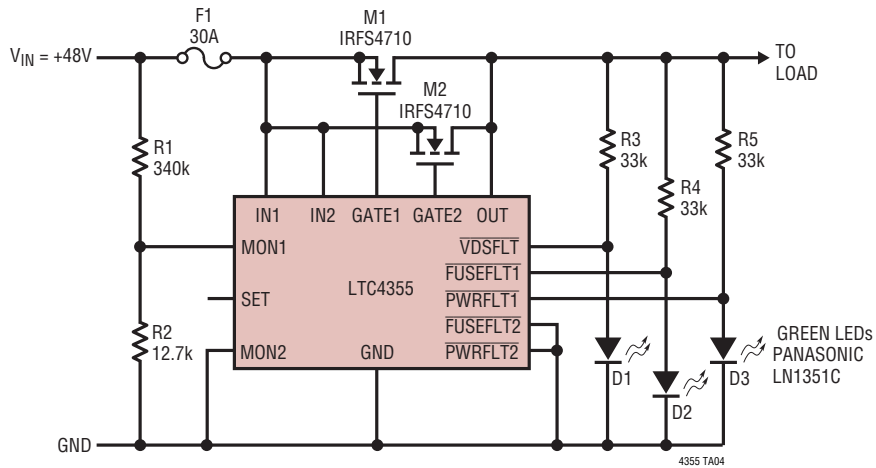 F1
30A
M1
IRFS4710
VIN = +48V
TO
LOAD
M2
IRFS4710
R1
340k
R3
33k
R5
33k
R4
33k
IN1 IN2 GATE1 GATE2 OUT
MON1
VDSFLT
FUSEFLT1
LTC4355
SET
PWRFLT1
FUSEFLT2
R2
12.7k
MON2
GND
PWRFLT2
GREEN LEDs
PANASONIC
LN1351C
D1
D3
D2
GND
4355 TA04